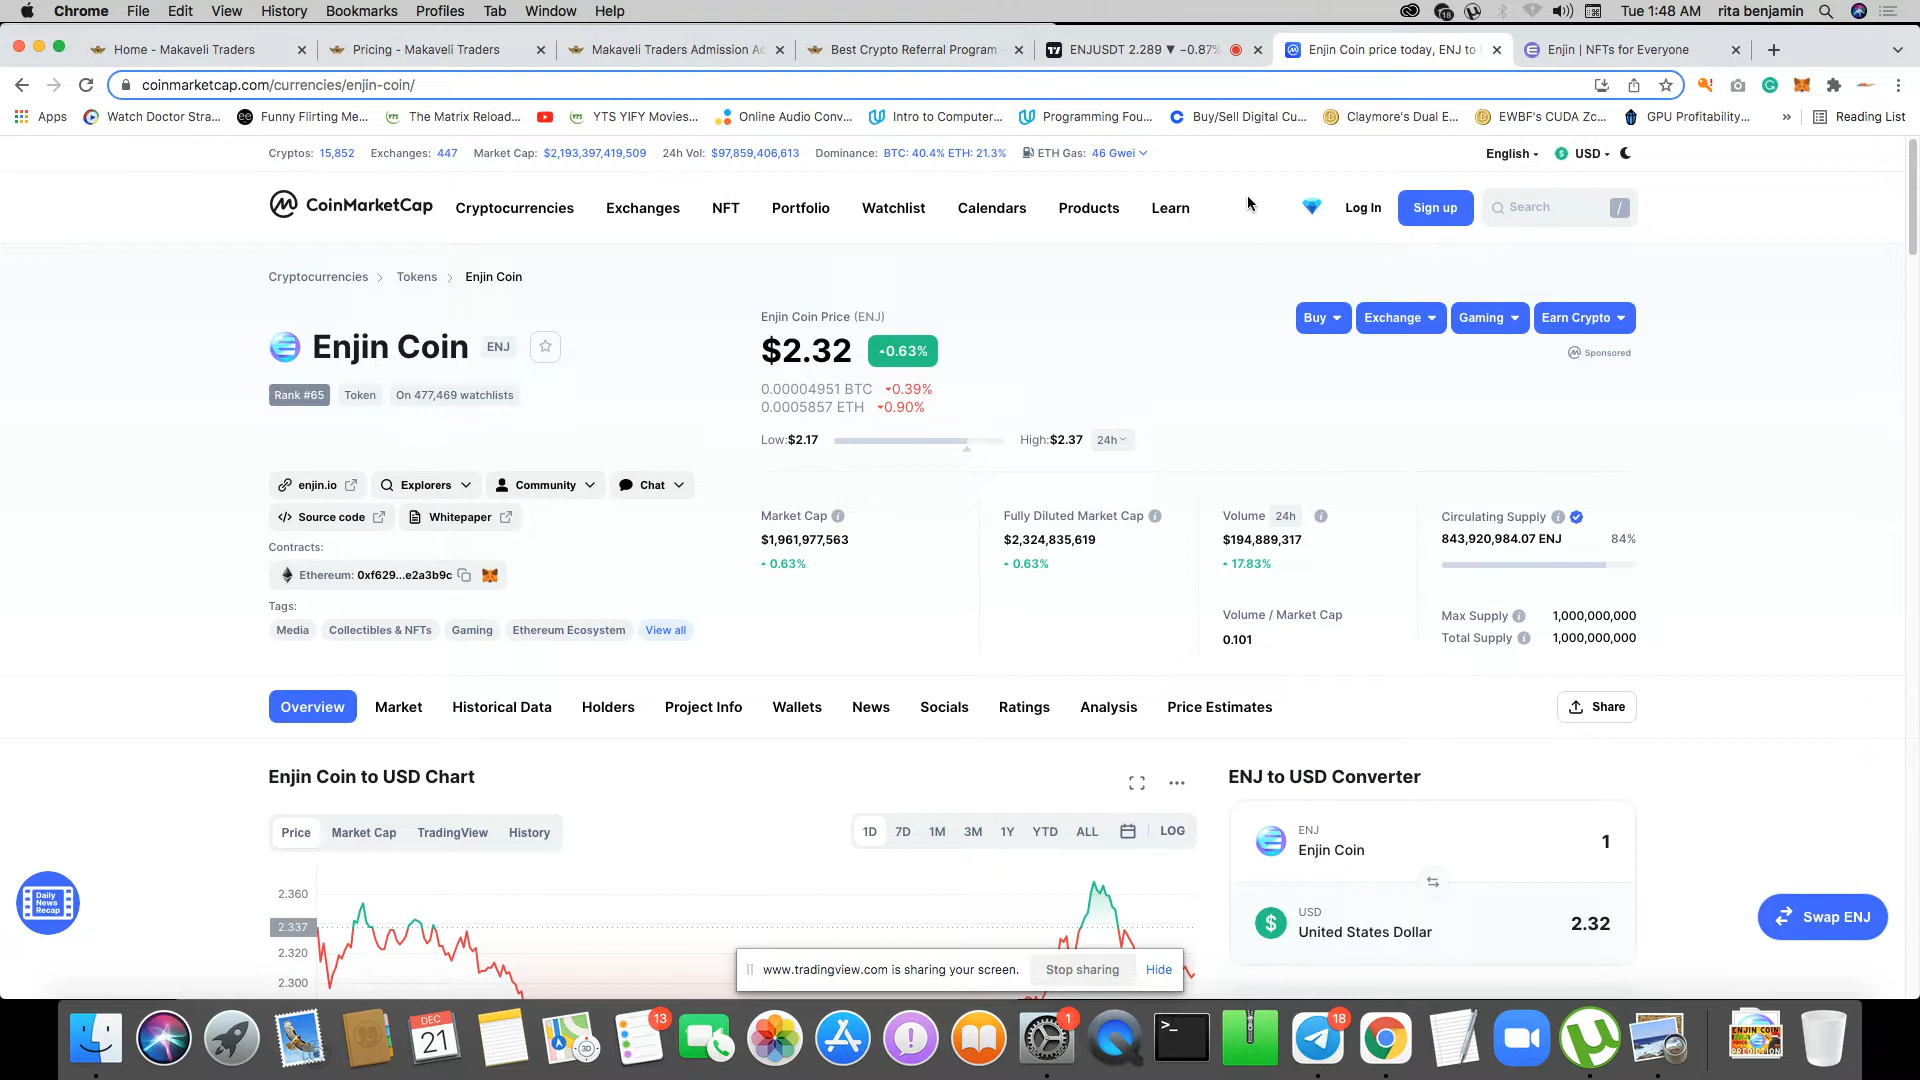 Chrome File Edit View History Bookmarks Profiles Tab Window Help 18 Tue 1:48 AM rita benjamin
Home - Makaveli Traders Pricing - Makaveli Traders Makaveli Traders Admission Ac Best Crypto Referral Program - ENJUSDT 2.289 ▼ −0.87% Enjin Coin price today, ENJ to Enjin | NFTs for Everyone
coinmarketcap.com/currencies/enjin-coin/
Apps Watch Doctor Stra... Funny Flirting Me... The Matrix Reload... YTS YIFY Movies... Online Audio Conv... Intro to Computer... Programming Fou... Buy/Sell Digital Cu... Claymore's Dual E... EWBF's CUDA Zc... GPU Profitability... » Reading List
Cryptos: 15,852 Exchanges: 447 Market Cap: $2,193,397,419,509 24h Vol: $97,859,406,613 Dominance: BTC: 40.4% ETH: 21.3% ETH Gas: 46 Gwei English USD
CoinMarketCap Cryptocurrencies Exchanges NFT Portfolio Watchlist Calendars Products Learn Log In Sign up Search /
Cryptocurrencies > Tokens > Enjin Coin
Enjin Coin Price (ENJ)
Buy Exchange Gaming Earn Crypto
Enjin Coin ENJ
$2.32 0.63%
Sponsored
0.00004951 BTC 0.39%
Rank #65 Token On 477,469 watchlists
0.0005857 ETH 0.90%
Low:$2.17 High:$2.37 24h
enjin.io Explorers Community Chat
Source code Whitepaper
Market Cap Fully Diluted Market Cap Volume 24h Circulating Supply
$1,961,977,563 $2,324,835,619 $194,889,317 843,920,984.07 ENJ 84%
Contracts:
0.63% 0.63% 17.83%
Ethereum: 0xf629...e2a3b9c
Tags:
Volume / Market Cap Max Supply 1,000,000,000
Media Collectibles & NFTs Gaming Ethereum Ecosystem View all
0.101 Total Supply 1,000,000,000
Overview Market Historical Data Holders Project Info Wallets News Socials Ratings Analysis Price Estimates Share
Enjin Coin to USD Chart
ENJ to USD Converter
Price Market Cap TradingView History 1D 7D 1M 3M 1Y YTD ALL LOG
ENJ
Enjin Coin 1
2.360
2.337
2.320
2.300
USD
United States Dollar 2.32
Daily
News
Recap
Swap ENJ
www.tradingview.com is sharing your screen. Stop sharing Hide
DEC
21
13
1
18
ENJIN COIN
PREDICTION